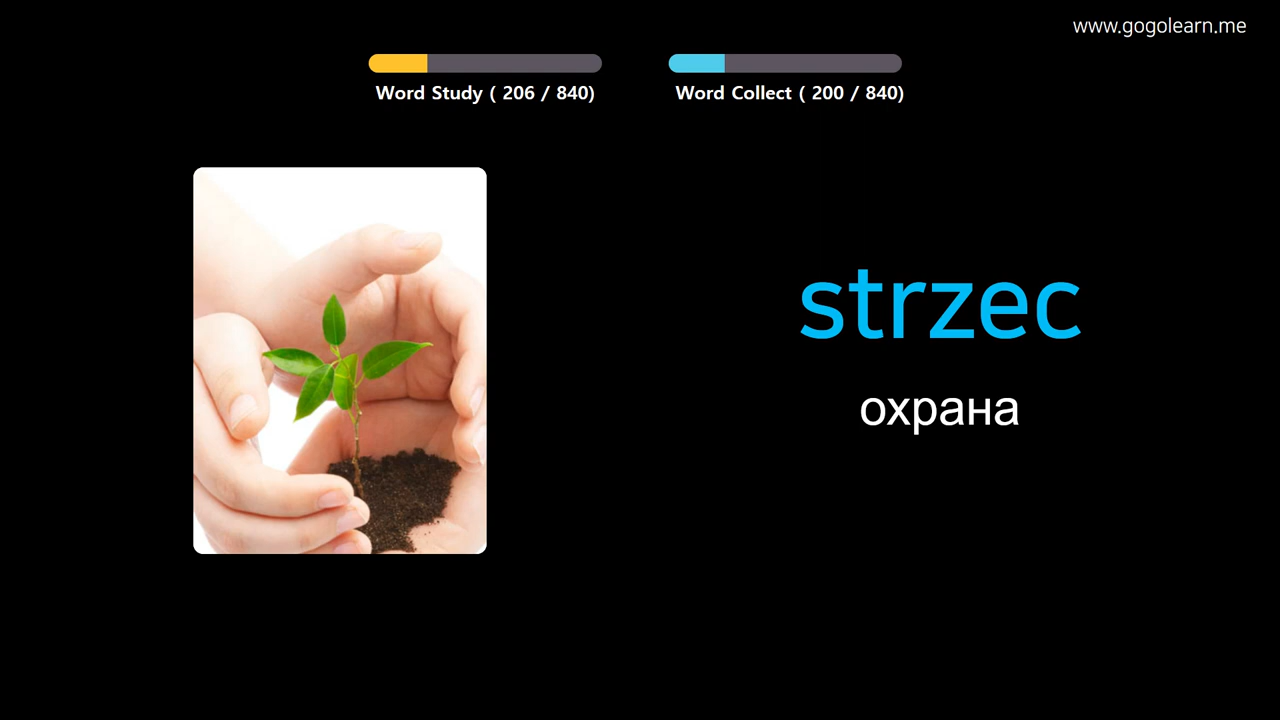 www.gogolearn.me
Word Study ( 206 / 840)
Word Collect ( 200 / 840)
strzec
охрана